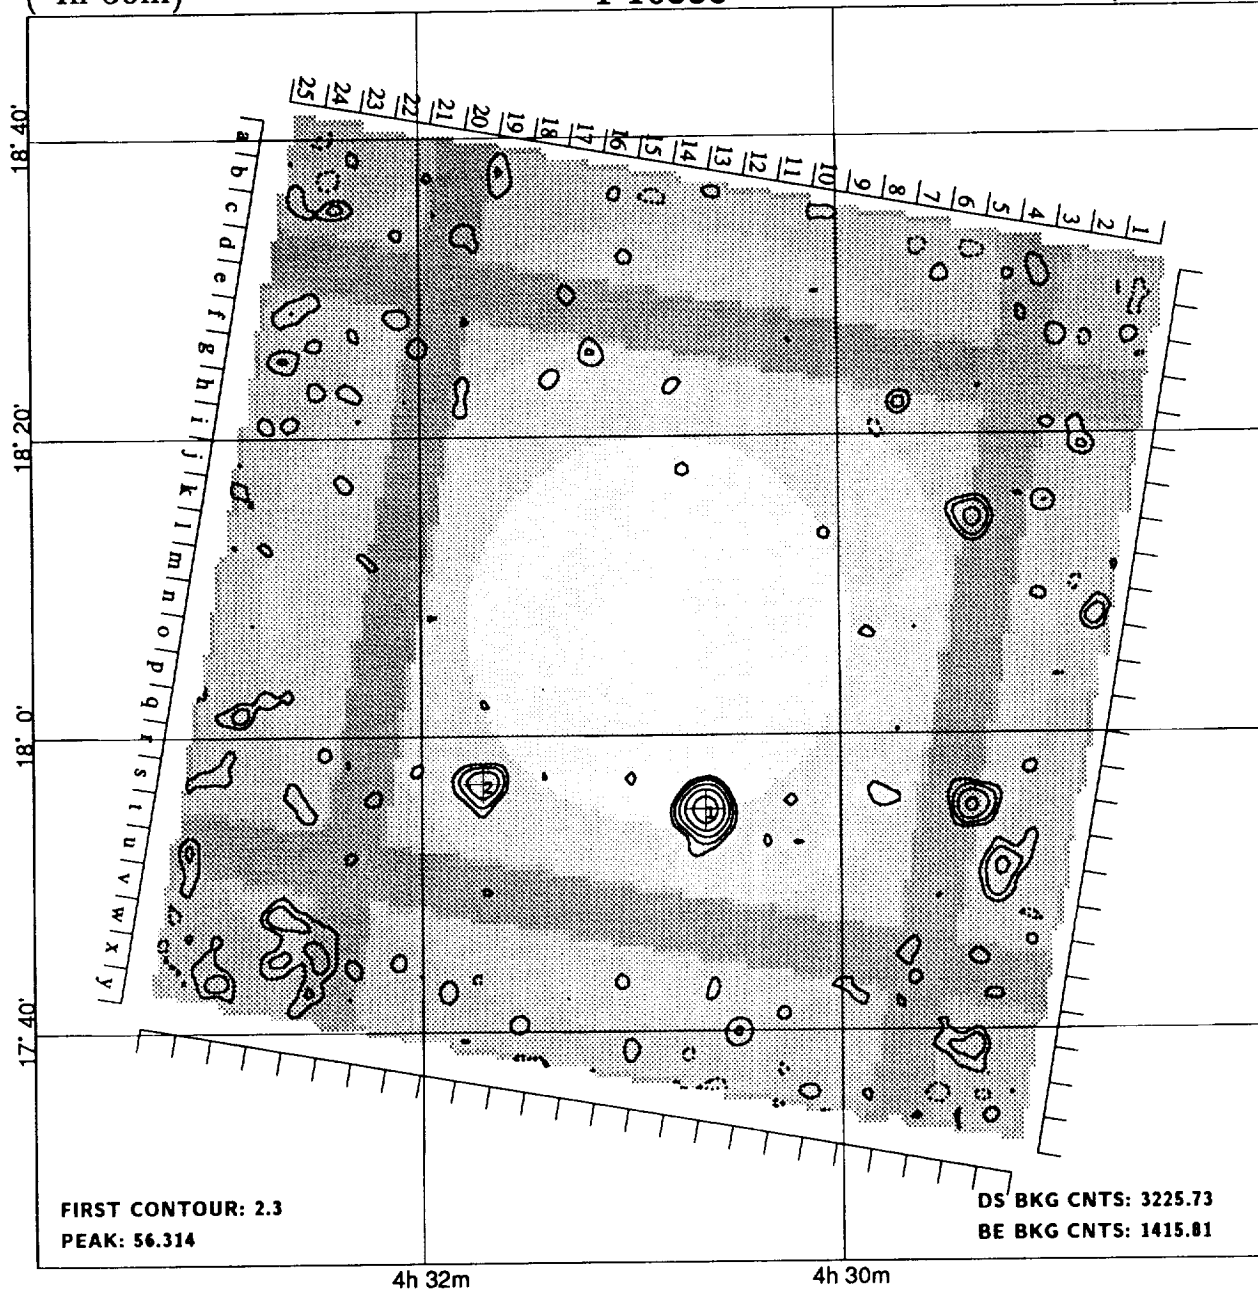 25 24 23 22 21 20 19 18 17 16 15 14 13 12 11 10 9 8 7 6 5 4 3 2 1
18° 40'
a b c d e f g h i j k l m n o p q r s t u v w x y
18° 20'
18° 0'
2
1
17° 40'
FIRST CONTOUR: 2.3
PEAK: 56.314
DS BKG CNTS: 3225.73
BE BKG CNTS: 1415.81
4h 32m
4h 30m